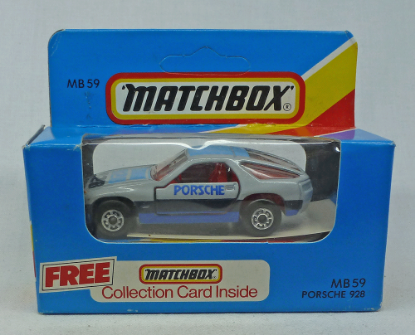 MB 59
"MATCHBOX"®
PORSCHE
FREE
"MATCHBOX"
Collection Card Inside
MB 59
PORSCHE 928